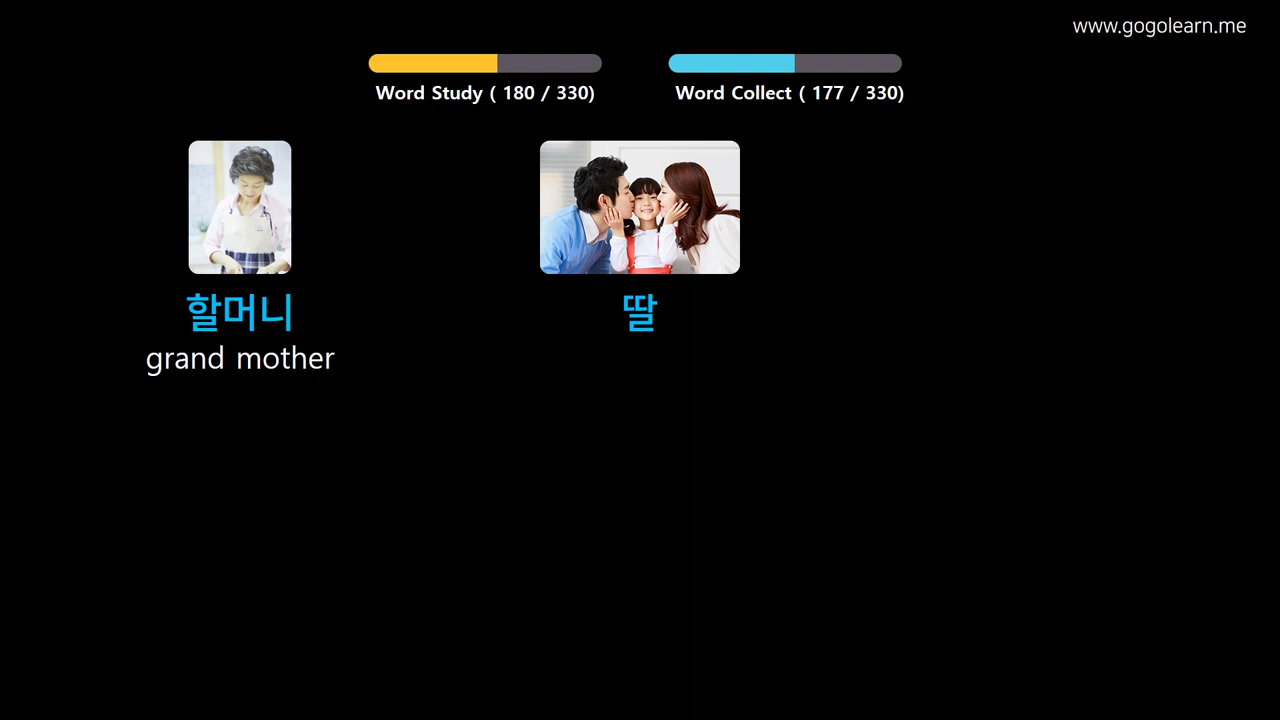 www.gogolearn.me
Word Study ( 180 / 330)
Word Collect ( 177 / 330)
할머니
grand mother
딸